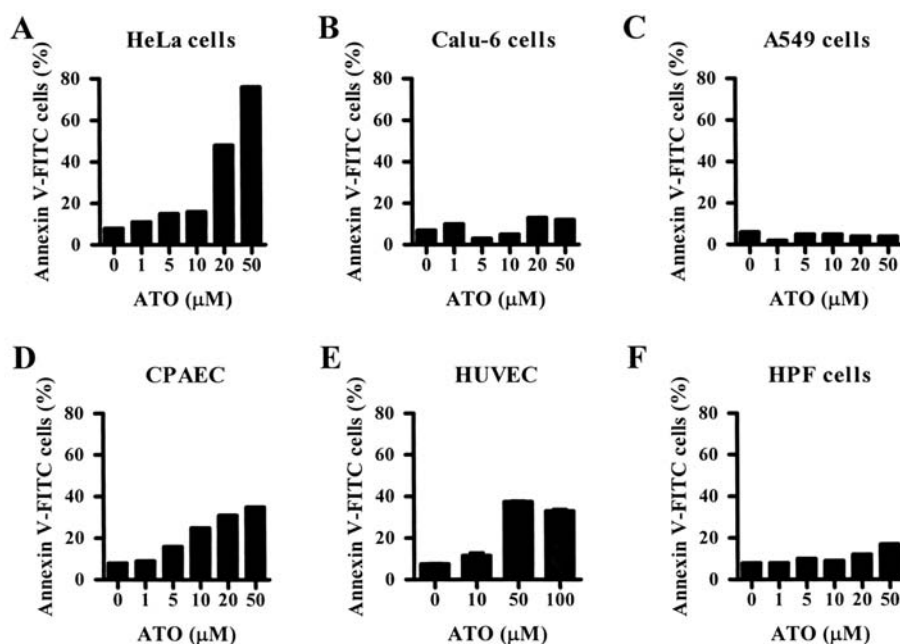 A
HeLa cells
Annexin V-FITC cells (%)
80
60
40
20
0
0 1 5 10 20 50
ATO (μM)
B
Calu-6 cells
Annexin V-FITC cells (%)
80
60
40
20
0
0 1 5 10 20 50
ATO (μM)
C
A549 cells
Annexin V-FITC cells (%)
80
60
40
20
0
0 1 5 10 20 50
ATO (μM)
D
CPAEC
Annexin V-FITC cells (%)
80
60
40
20
0
0 1 5 10 20 50
ATO (μM)
E
HUVEC
Annexin V-FITC cells (%)
80
60
40
20
0
0 10 50 100
ATO (μM)
F
HPF cells
Annexin V-FITC cells (%)
80
60
40
20
0
0 1 5 10 20 50
ATO (μM)